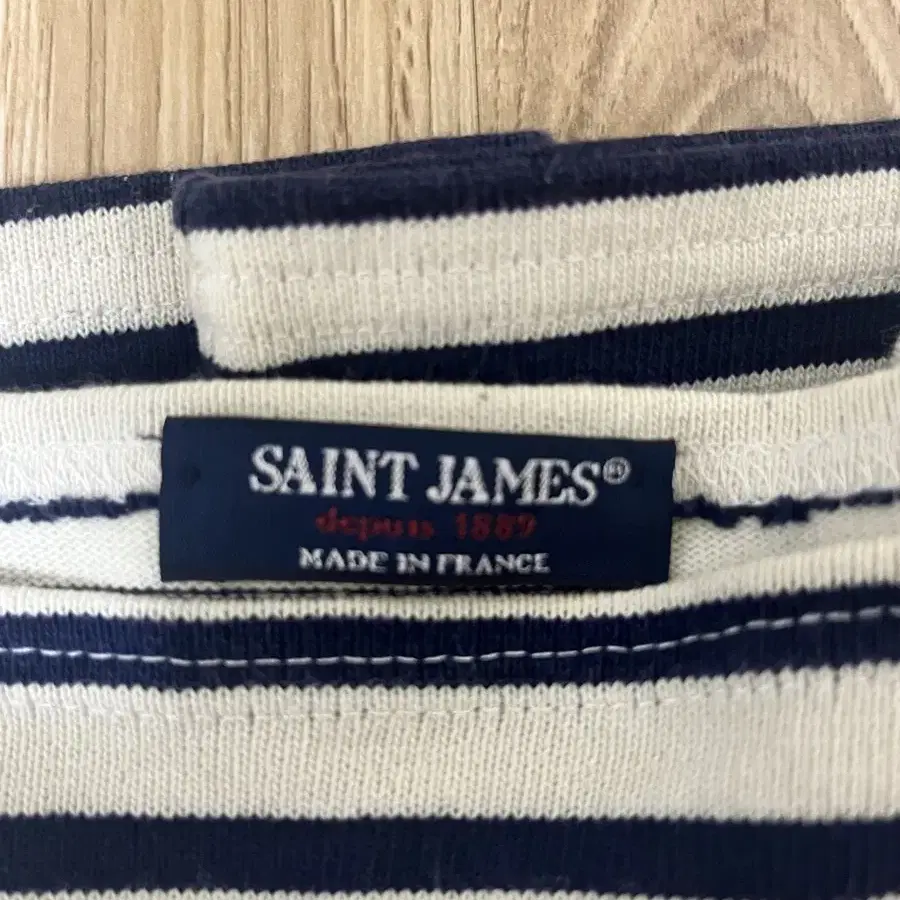 SAINT JAMES®
depuis 1889
MADE IN FRANCE